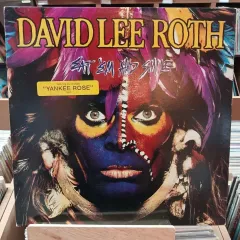 DAVID LEE ROTH
EAT 'EM AND SMILE
"YANKEE ROSE"